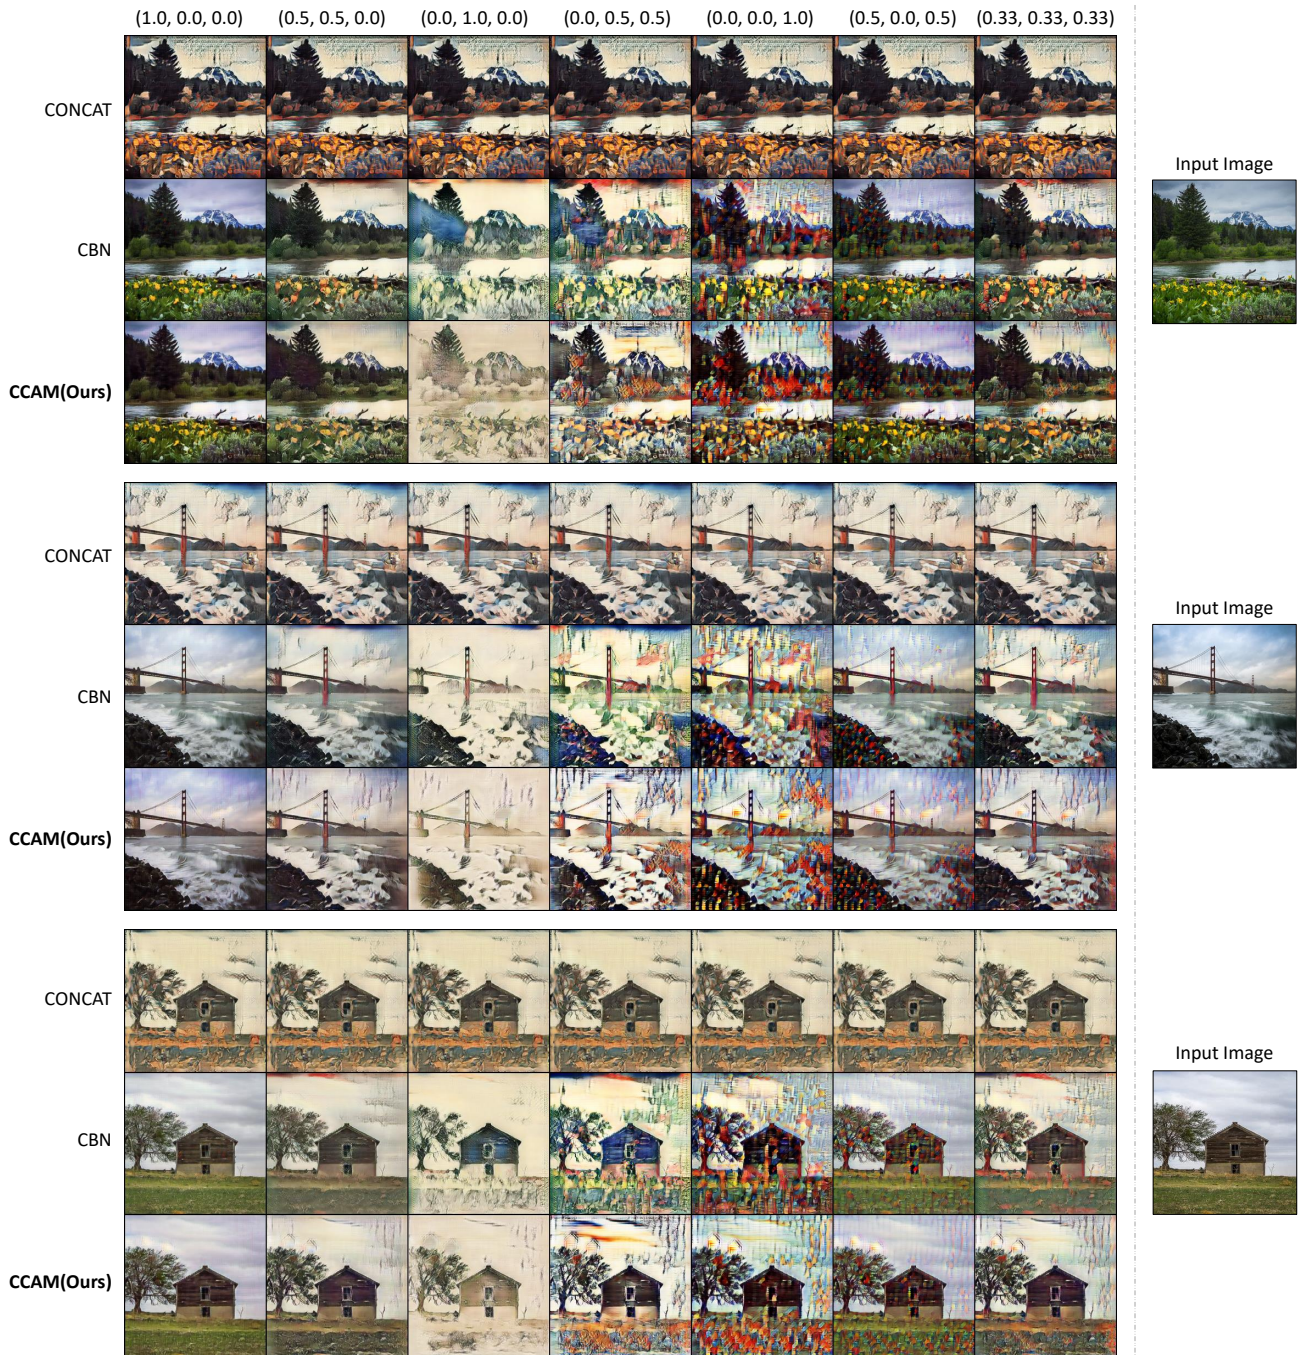 (1.0, 0.0, 0.0) (0.5, 0.5, 0.0) (0.0, 1.0, 0.0) (0.0, 0.5, 0.5) (0.0, 0.0, 1.0) (0.5, 0.0, 0.5) (0.33, 0.33, 0.33)
CONCAT
Input Image
CBN
CCAM(Ours)
CONCAT
Input Image
CBN
CCAM(Ours)
CONCAT
Input Image
CBN
CCAM(Ours)